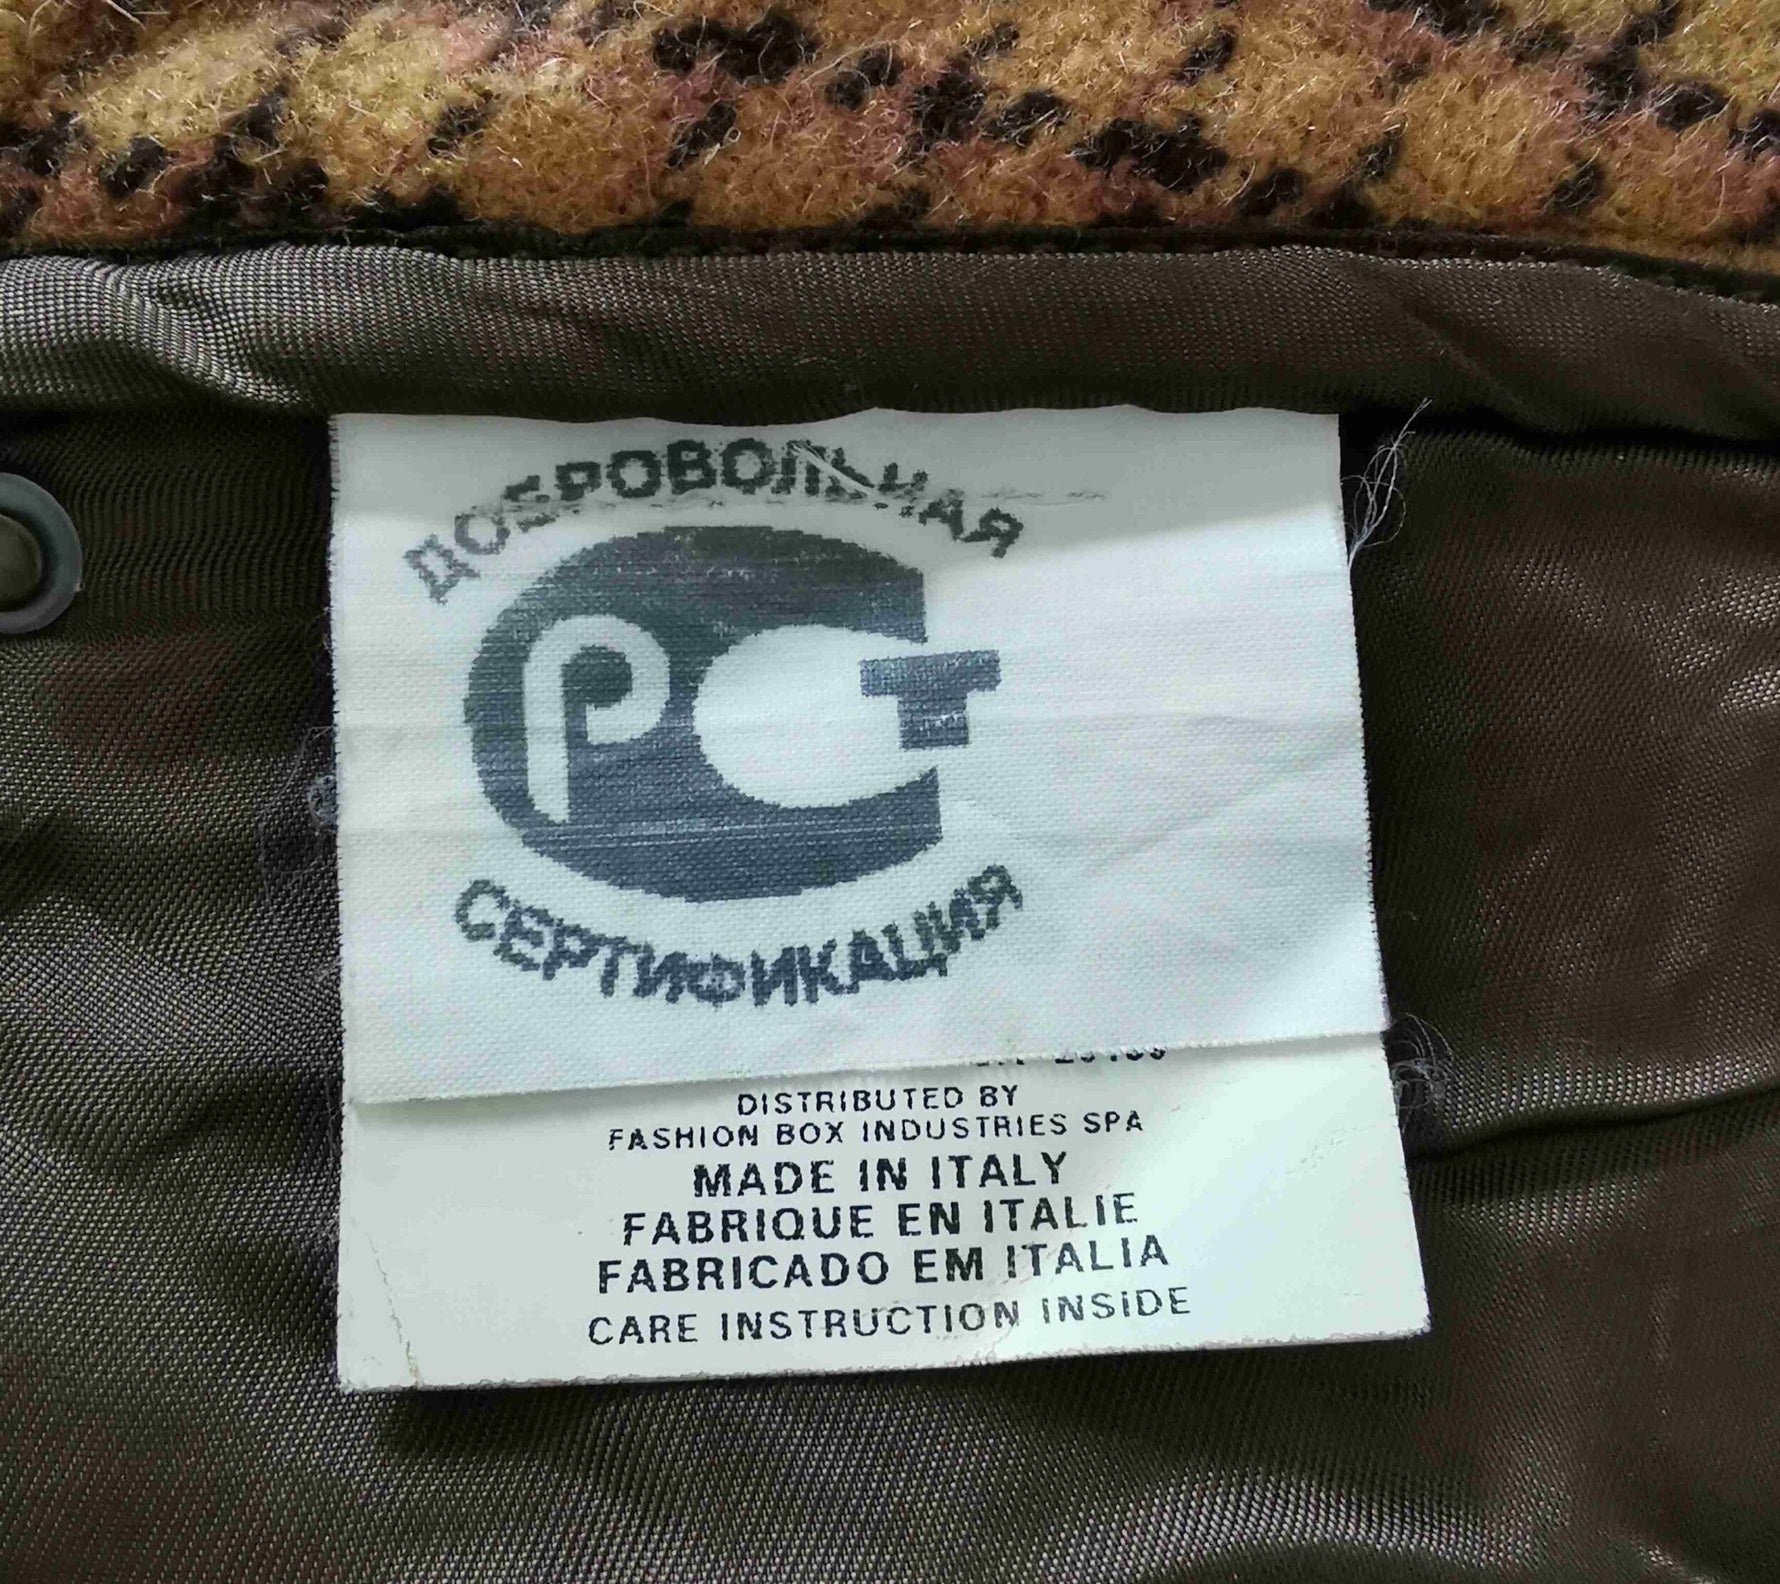 ДОБРОВОЛЬНАЯ
РСТ
СЕРТИФИКАЦИЯ
DISTRIBUTED BY
FASHION BOX INDUSTRIES SPA
MADE IN ITALY
FABRIQUE EN ITALIE
FABRICADO EM ITALIA
CARE INSTRUCTION INSIDE